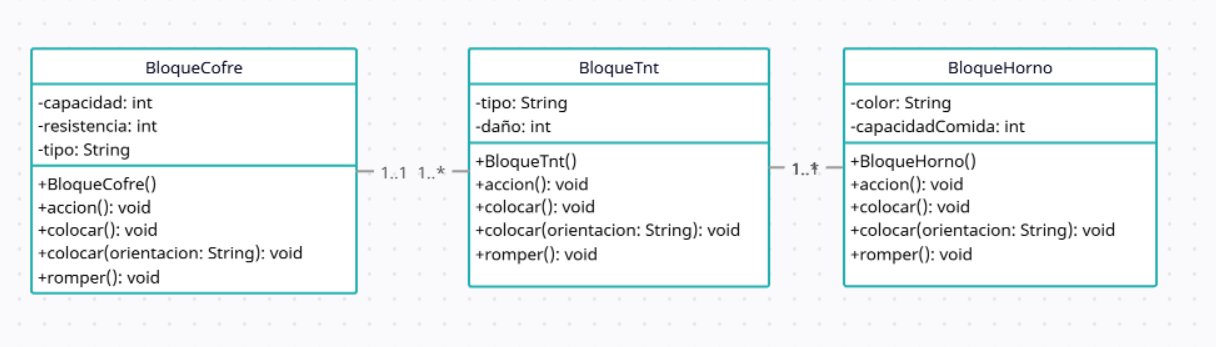 BloqueCofre
-capacidad: int
-resistencia: int
-tipo: String
+BloqueCofre()
+accion(): void
+colocar(): void
+colocar(orientacion: String): void
+romper(): void
1..1 1..*
BloqueTnt
-tipo: String
-daño: int
+BloqueTnt()
+accion(): void
+colocar(): void
+colocar(orientacion: String): void
+romper(): void
BloqueHorno
-color: String
-capacidadComida: int
+BloqueHorno()
+accion(): void
+colocar(): void
+colocar(orientacion: String): void
+romper(): void